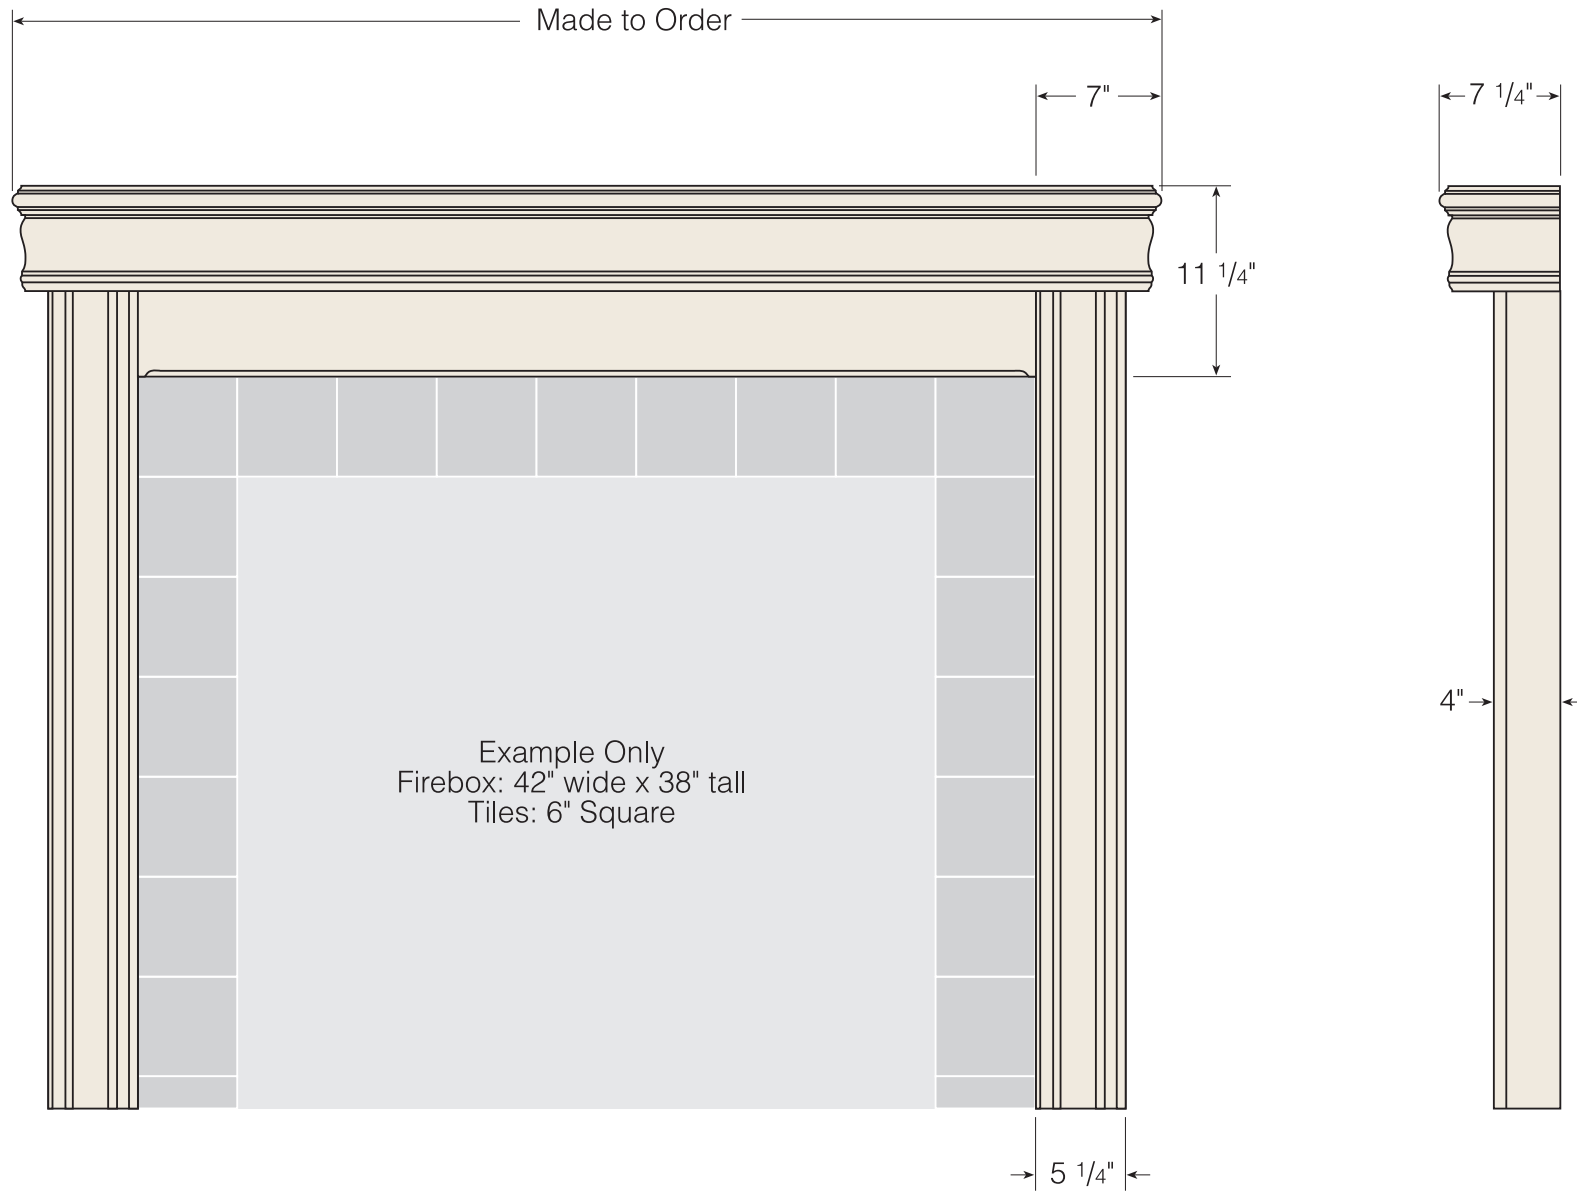 Made to Order
7"
7 1/4"
11 1/4"
4"
Example Only
Firebox: 42" wide x 38" tall
Tiles: 6" Square
5 1/4"